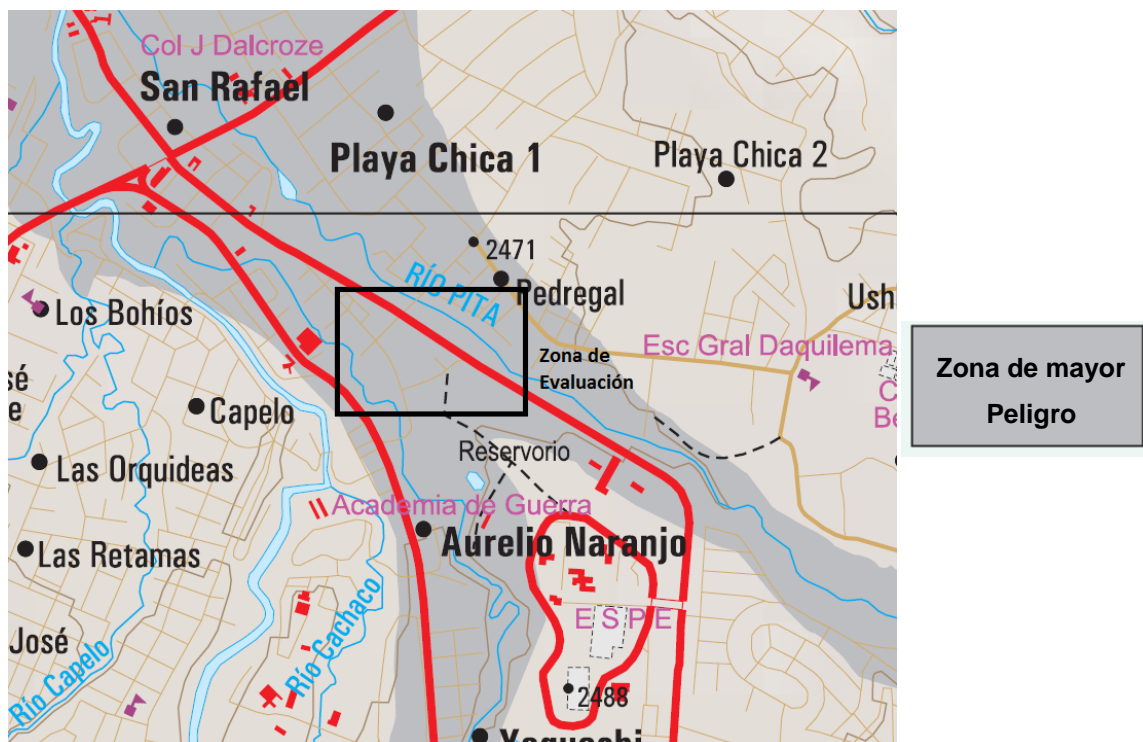 Col J Dalcroze
San Rafael
Playa Chica 1
Playa Chica 2
2471
RÍO PITA
Pedregal
Los Bohíos
Ush
Zona de
Evaluación
Esc Gral Daquilema
Zona de mayor
Peligro
sé
e
Capelo
C
Be
Reservorio
Las Orquideas
Academia de Guerra
Aurelio Naranjo
Las Retamas
E S P E
José
Río Capelo
Río Cachaco
2488